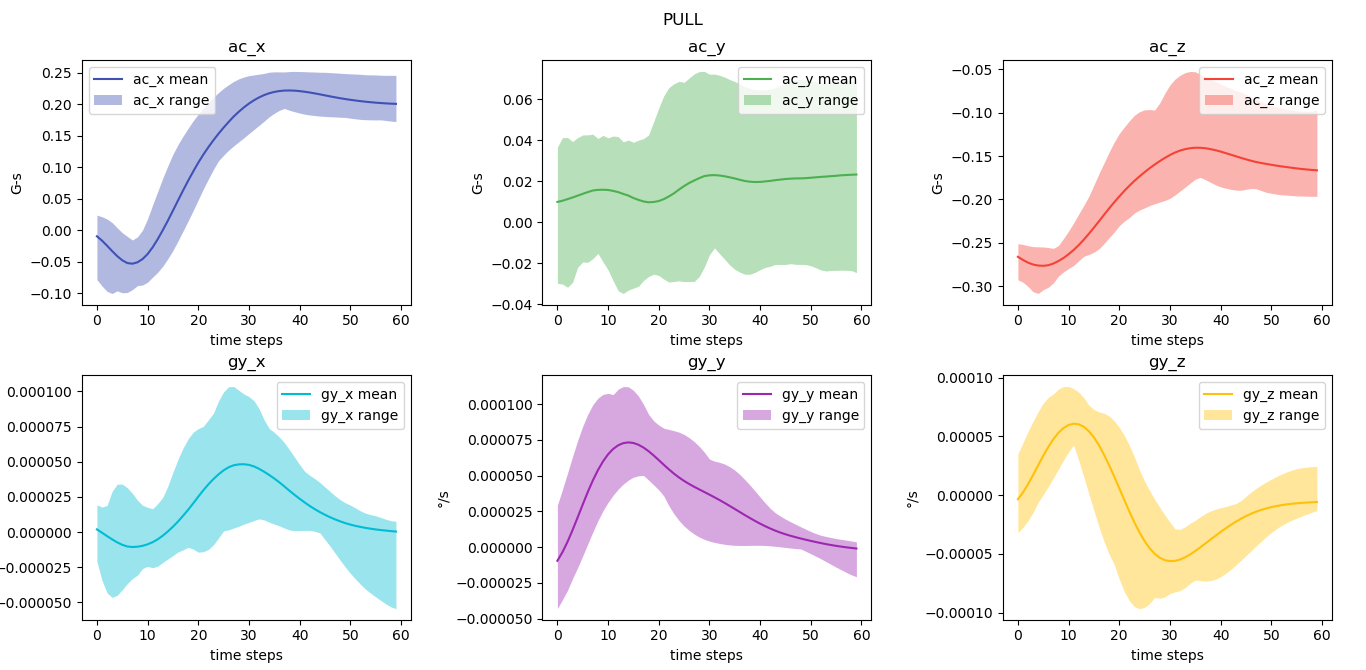 PULL
ac_x
ac_y
ac_z
0.25
0.20
0.15
0.10
0.05
0.00
−0.05
−0.10
G-s
ac_x mean
ac_x range
0 10 20 30 40 50 60
time steps
0.06
0.04
0.02
0.00
−0.02
−0.04
G-s
ac_y mean
ac_y range
0 10 20 30 40 50 60
time steps
−0.05
−0.10
−0.15
−0.20
−0.25
−0.30
G-s
ac_z mean
ac_z range
0 10 20 30 40 50 60
time steps
gy_x
gy_y
gy_z
0.000100
0.000075
0.000050
0.000025
0.000000
−0.000025
0.000050
gy_x mean
gy_x range
0 10 20 30 40 50 60
time steps
0.000100
0.000075
0.000050
0.000025
0.000000
−0.000025
−0.000050
°/s
gy_y mean
gy_y range
0 10 20 30 40 50 60
time steps
0.00010
0.00005
0.00000
−0.00005
−0.00010
°/s
gy_z mean
gy_z range
0 10 20 30 40 50 60
time steps